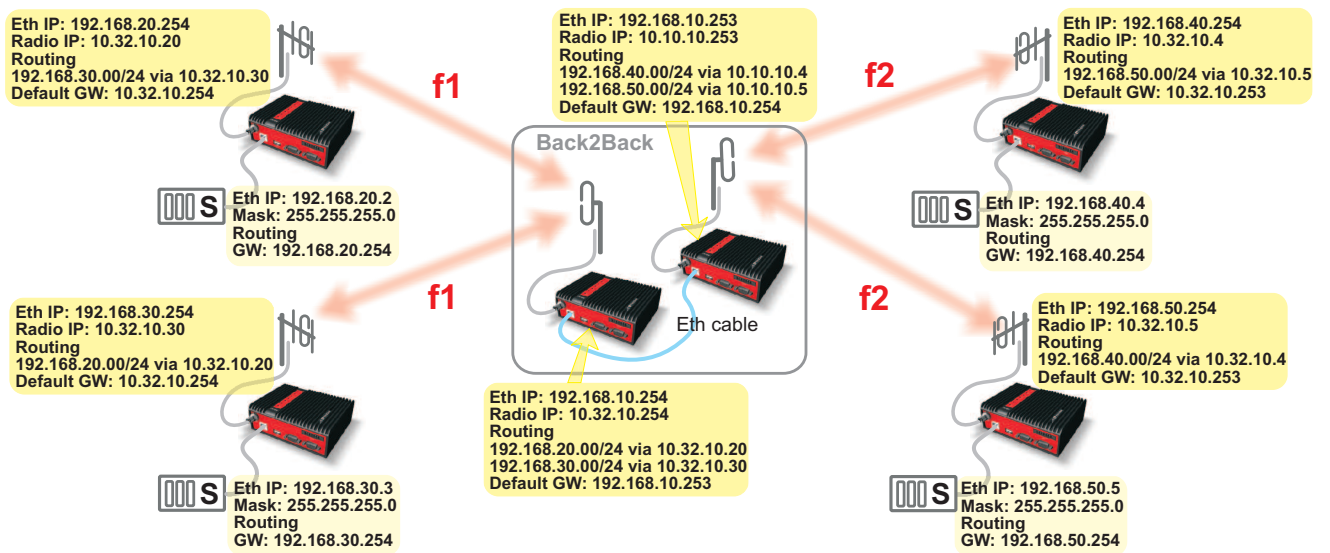 Eth IP: 192.168.20.254
Radio IP: 10.32.10.20
Routing
192.168.30.00/24 via 10.32.10.30
Default GW: 10.32.10.254
f1
Eth IP: 192.168.10.253
Radio IP: 10.10.10.253
Routing
192.168.40.00/24 via 10.10.10.4
192.168.50.00/24 via 10.10.10.5
Default GW: 192.168.10.254
f2
Eth IP: 192.168.40.254
Radio IP: 10.32.10.4
Routing
192.168.50.00/24 via 10.32.10.5
Default GW: 10.32.10.253
Back2Back
S
Eth IP: 192.168.20.2
Mask: 255.255.255.0
Routing
GW: 192.168.20.254
S
Eth IP: 192.168.40.4
Mask: 255.255.255.0
Routing
GW: 192.168.40.254
f1
f2
Eth cable
Eth IP: 192.168.30.254
Radio IP: 10.32.10.30
Routing
192.168.20.00/24 via 10.32.10.20
Default GW: 10.32.10.254
Eth IP: 192.168.50.254
Radio IP: 10.32.10.5
Routing
192.168.40.00/24 via 10.32.10.4
Default GW: 10.32.10.253
Eth IP: 192.168.10.254
Radio IP: 10.32.10.254
Routing
192.168.20.00/24 via 10.32.10.20
192.168.30.00/24 via 10.32.10.30
Default GW: 192.168.10.253
S
Eth IP: 192.168.30.3
Mask: 255.255.255.0
Routing
GW: 192.168.30.254
S
Eth IP: 192.168.50.5
Mask: 255.255.255.0
Routing
GW: 192.168.50.254